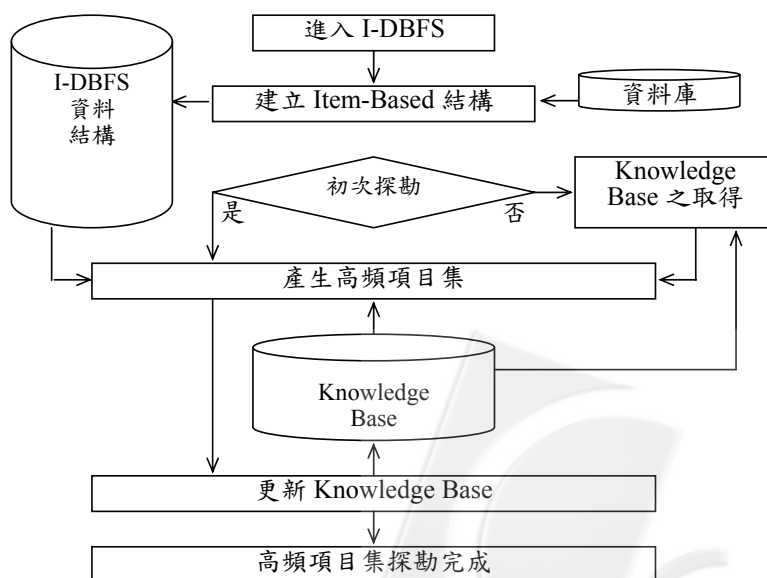 進入 I-DBFS
I-DBFS
資料
結構
建立 Item-Based 結構
資料庫
初次探勘
是
否
Knowledge
Base 之取得
產生高頻項目集
Knowledge
Base
更新 Knowledge Base
高頻項目集探勘完成